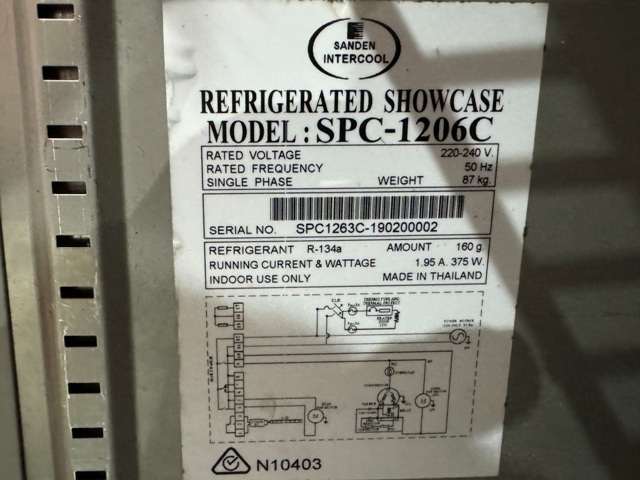 SANDEN
INTERCOOL
REFRIGERATED SHOWCASE
MODEL : SPC-1206C
RATED VOLTAGE 220-240 V.
RATED FREQUENCY 50 Hz
SINGLE PHASE WEIGHT 87 kg.
SERIAL NO. SPC1263C-190200002
REFRIGERANT R-134a AMOUNT 160 g.
RUNNING CURRENT & WATTAGE 1.95 A. 375 W.
INDOOR USE ONLY MADE IN THAILAND
N10403